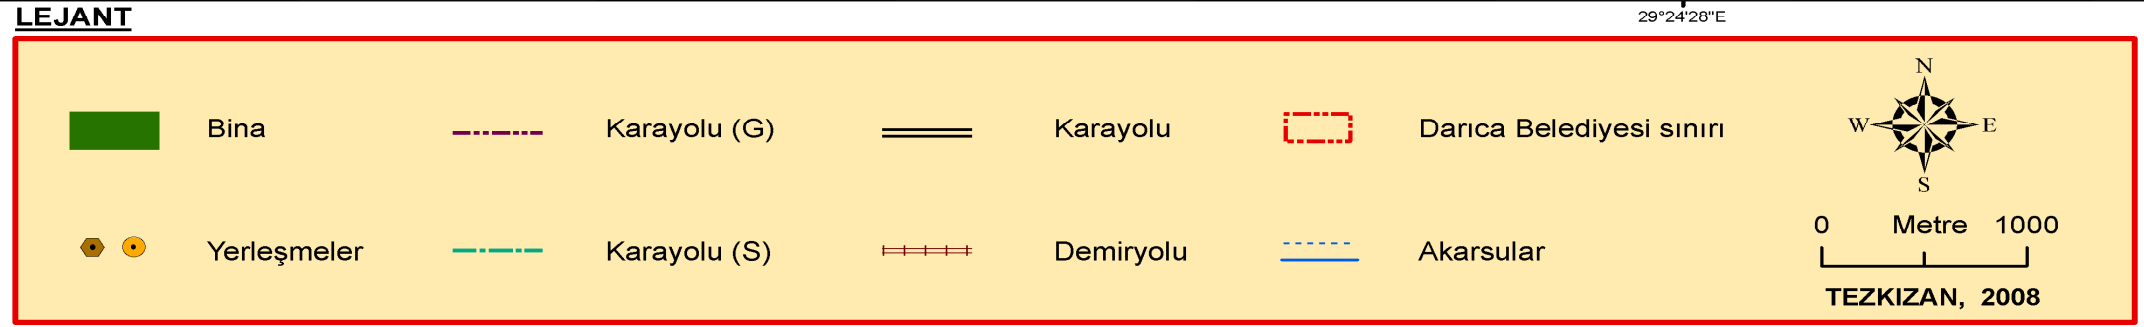 LEJANT
29°24'28"E
Bina
Karayolu (G)
Karayolu
Darıca Belediyesi sınırı
N
W
E
S
Yerleşmeler
Karayolu (S)
Demiryolu
Akarsular
0 Metre 1000
TEZKIZAN, 2008